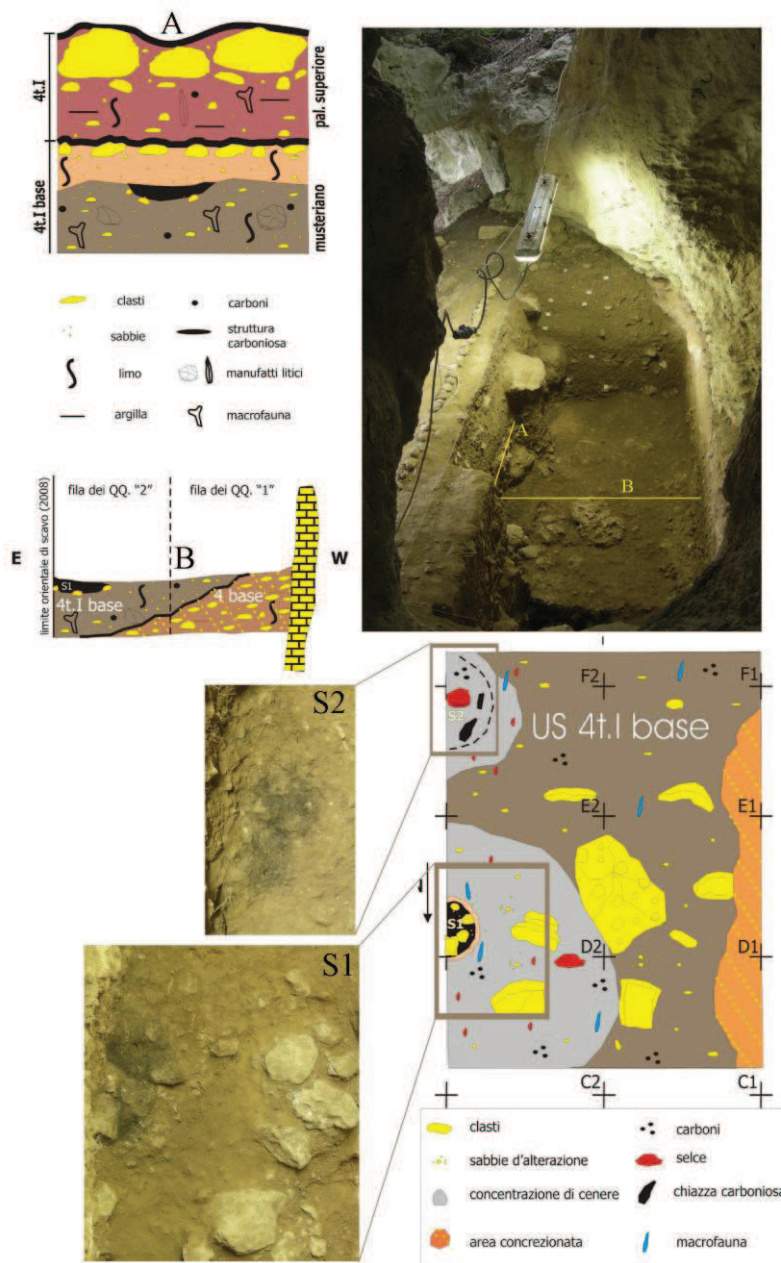 A
4t.I
pal. superiore
4t.I base
musteriano
clasti
carboni
sabbie
struttura
carboniosa
limo
manufatti litici
argilla
macrofauna
A
B
limite orientale di scavo (2008)
fila dei QQ. "2"
fila dei QQ. "1"
E
B
W
S1
4t.I base
4 base
S2
F2
F1
S2
US 4t.I base
E2
E1
S1
D2
D1
S1
C2
C1
clasti
carboni
sabbie d'alterazione
selce
concentrazione di cenere
chiazza carboniosa
area concrezionata
macrofauna